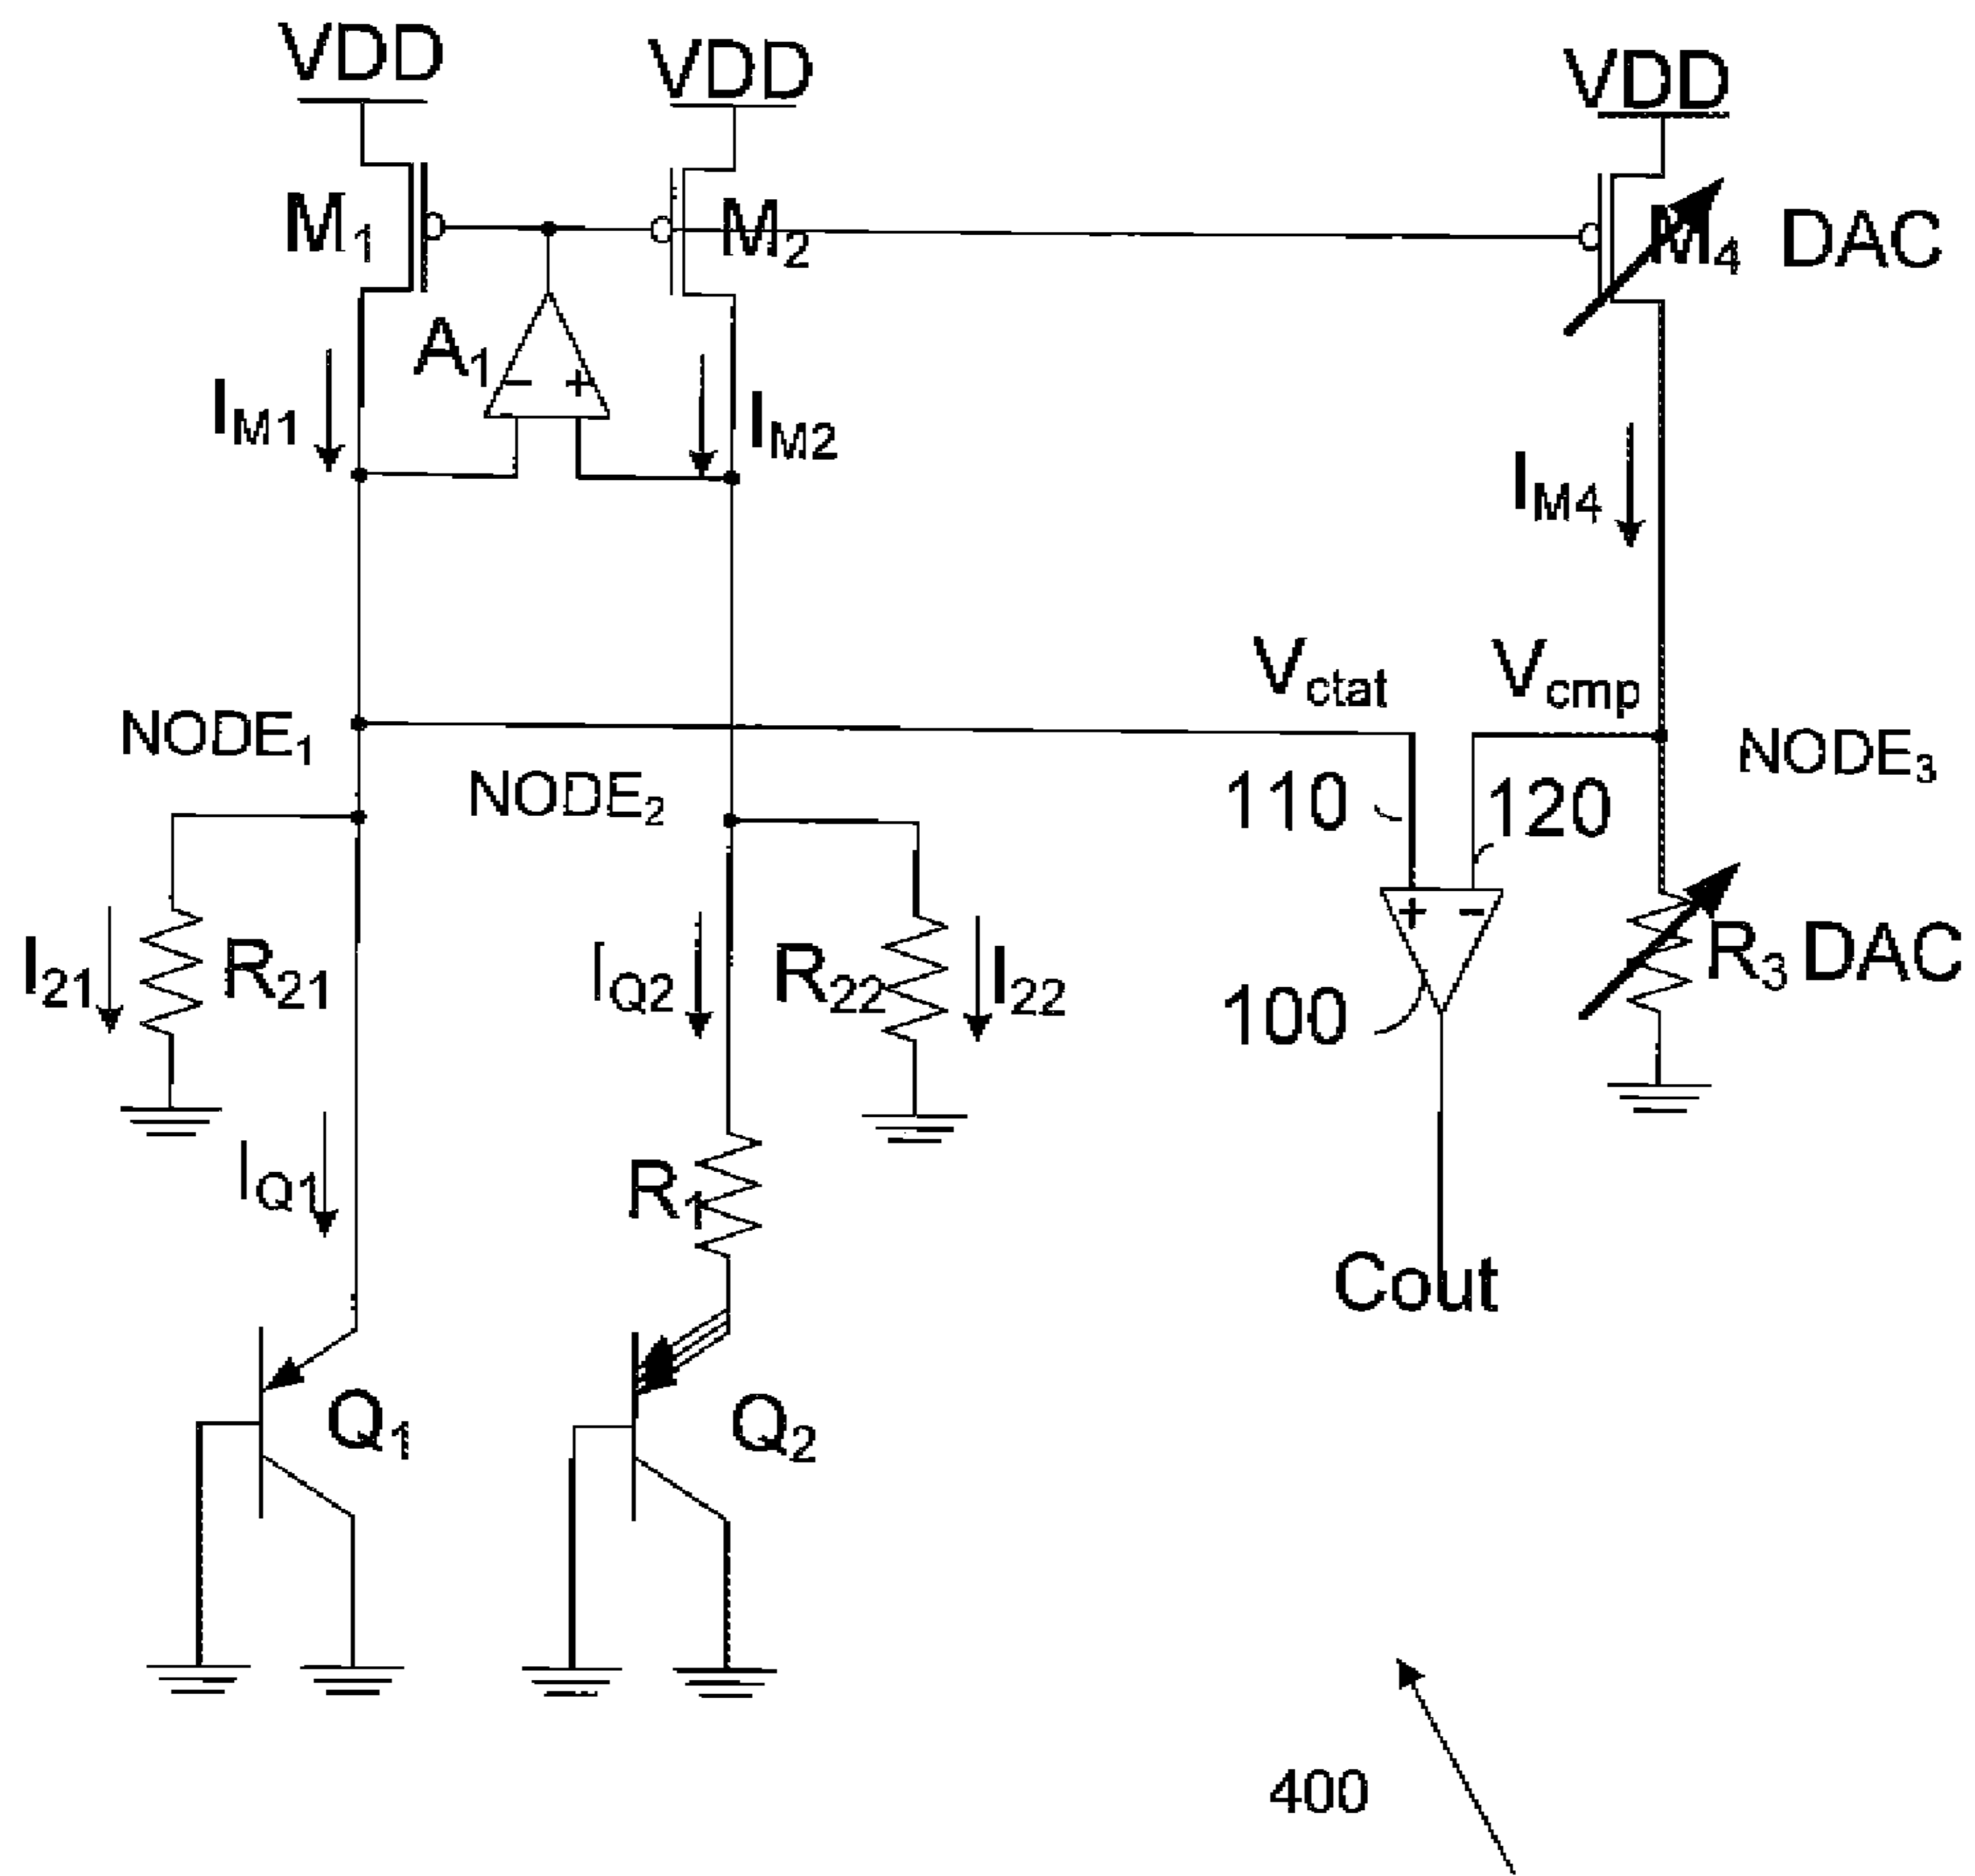 VDD
VDD
VDD
M1
M2
M4 DAC
A1
- +
IM1
IM2
IM4
Vctat
Vcmp
NODE1
NODE2
NODE3
110
120
+ -
I21
R21
IQ2
R22
I22
100
R3 DAC
IQ1
R1
Cout
Q1
Q2
400